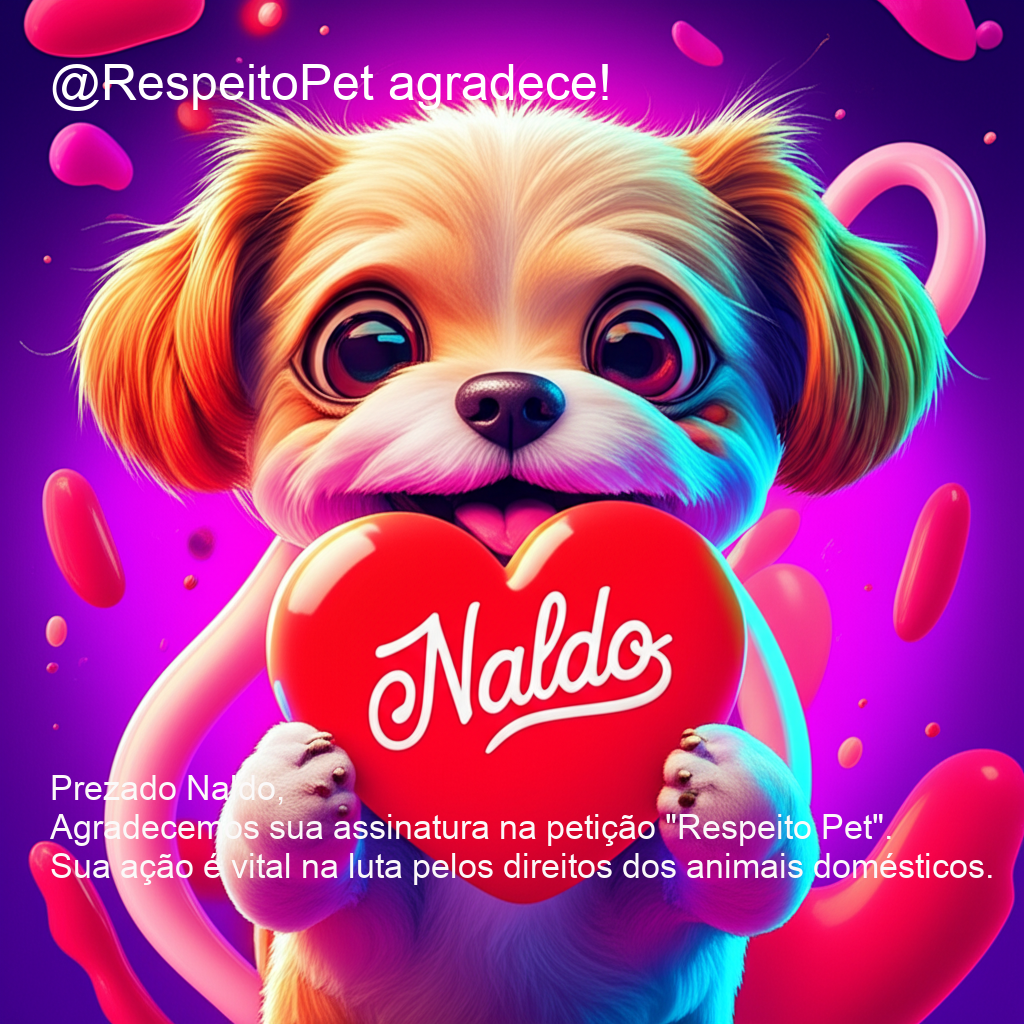 @RespeitoPet agradece!
Naldo
Prezado Naldo,
Agradecemos sua assinatura na petição "Respeito Pet".
Sua ação é vital na luta pelos direitos dos animais domésticos.